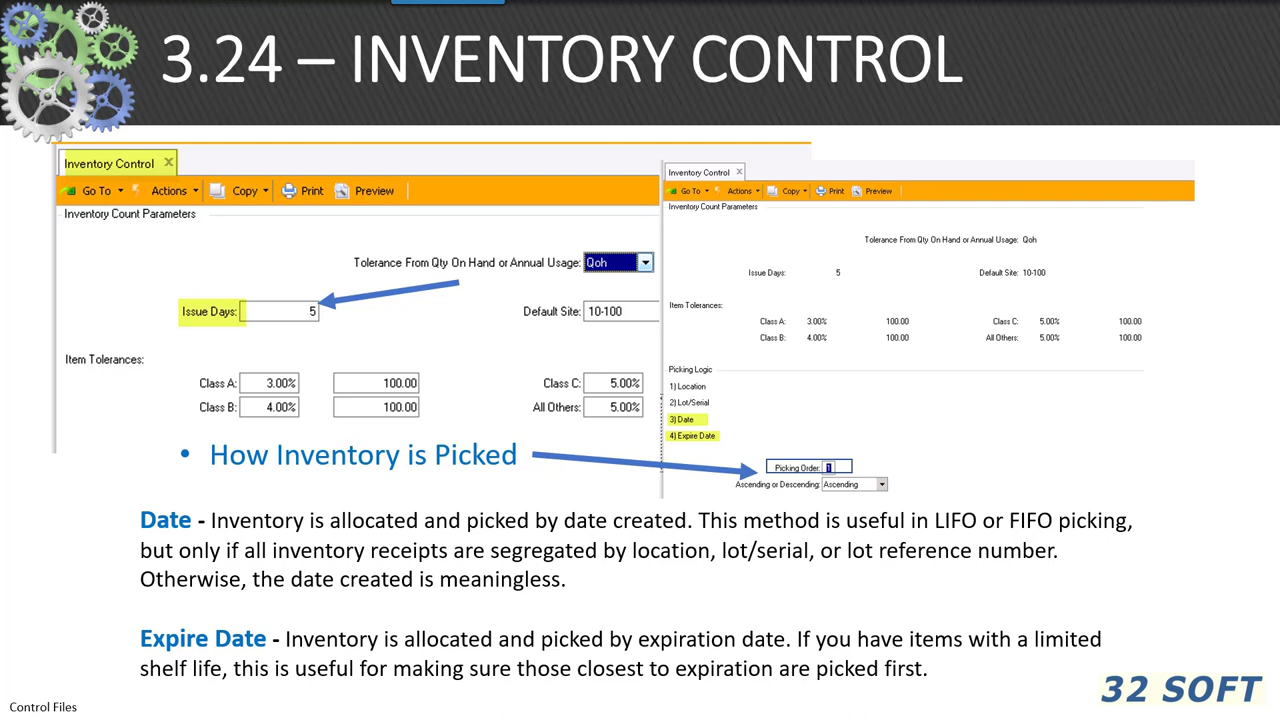 3.24 – INVENTORY CONTROL
Inventory Control
Go To Actions Copy Print Preview
Inventory Count Parameters
Tolerance From Qty On Hand or Annual Usage: Qoh
Issue Days: 5 Default Site: 10-100
Item Tolerances:
Class A: 3.00% 100.00 Class C: 5.00%
Class B: 4.00% 100.00 All Others: 5.00%
Inventory Control
Go To Actions Copy Print Preview
Inventory Count Parameters
Tolerance From Qty On Hand or Annual Usage: Qoh
Issue Days: 5 Default Site: 10-100
Item Tolerances:
Class A: 3.00% 100.00 Class C: 5.00% 100.00
Class B: 4.00% 100.00 All Others: 5.00% 100.00
Picking Logic
1) Location
2) Lot/Serial
3) Date
4) Expire Date
Picking Order: 1
Ascending or Descending: Ascending
• How Inventory is Picked
Date - Inventory is allocated and picked by date created. This method is useful in LIFO or FIFO picking,
but only if all inventory receipts are segregated by location, lot/serial, or lot reference number.
Otherwise, the date created is meaningless.
Expire Date - Inventory is allocated and picked by expiration date. If you have items with a limited
shelf life, this is useful for making sure those closest to expiration are picked first.
32 SOFT
Control Files